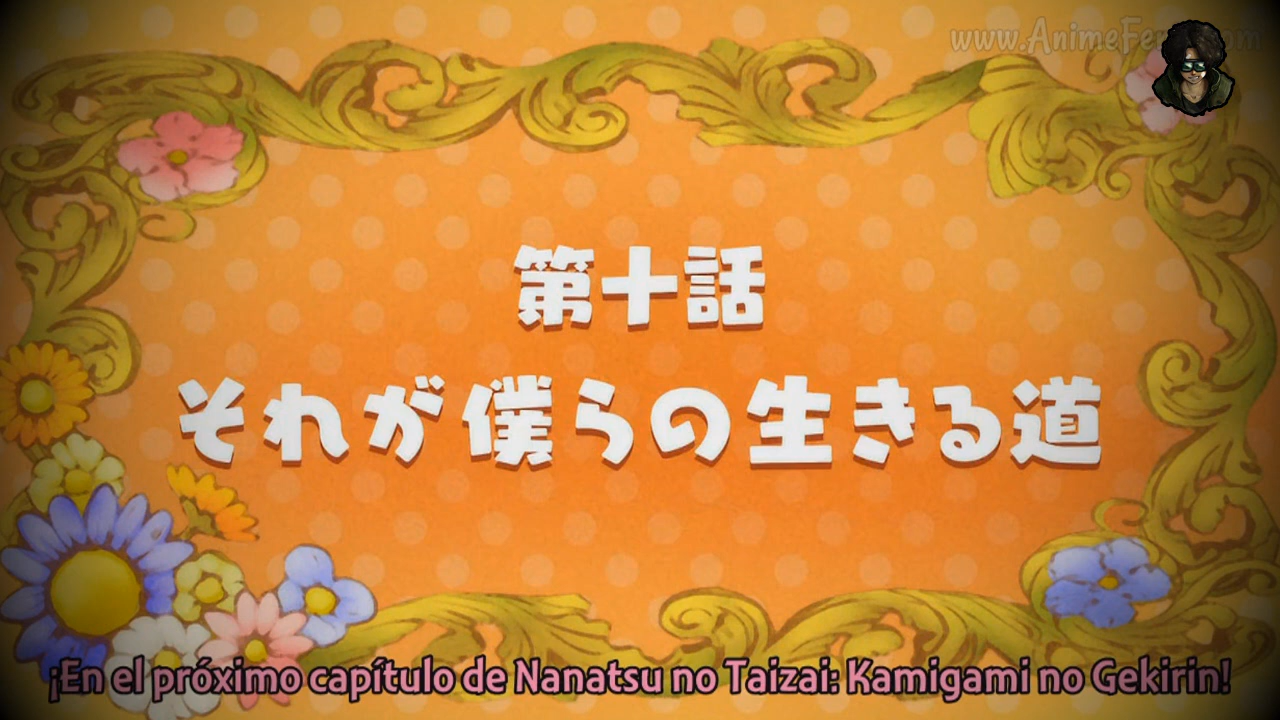 第十話
それが僕らの生きる道
¡En el próximo capítulo de Nanatsu no Taizai: Kamigami no Gekirin!